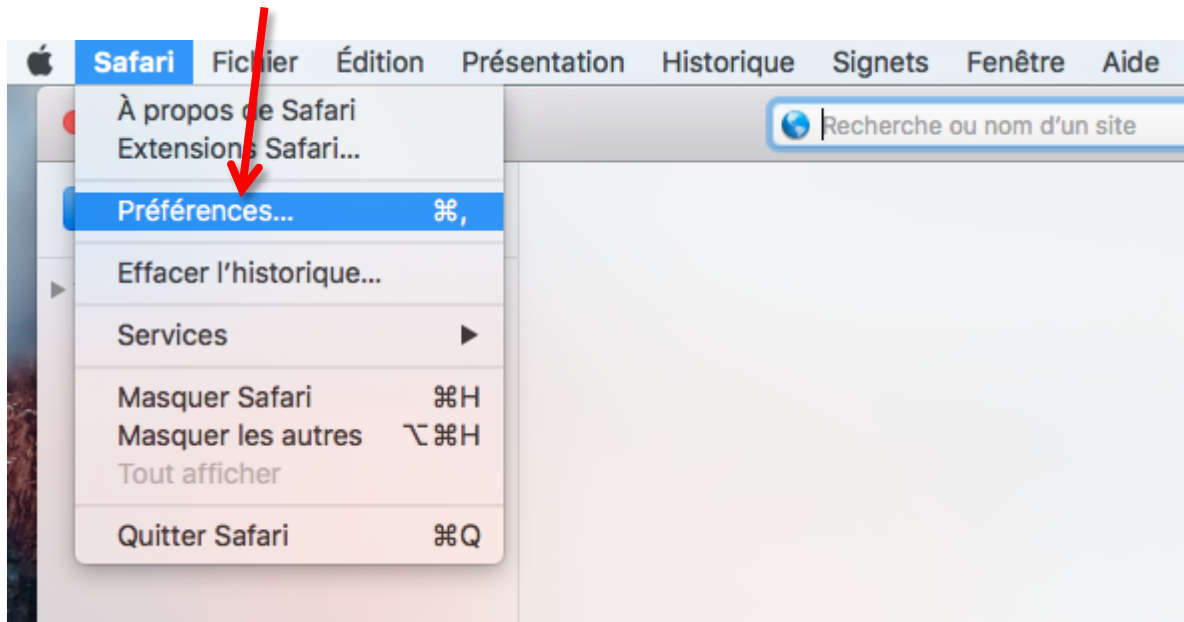 Safari Fichier Édition Présentation Historique Signets Fenêtre Aide
À propos de Safari
Recherche ou nom d'un site
Extensions Safari...
Préférences... ⌘,
Effacer l'historique...
Services ▶
Masquer Safari ⌘H
Masquer les autres ⌥⌘H
Tout afficher
Quitter Safari ⌘Q